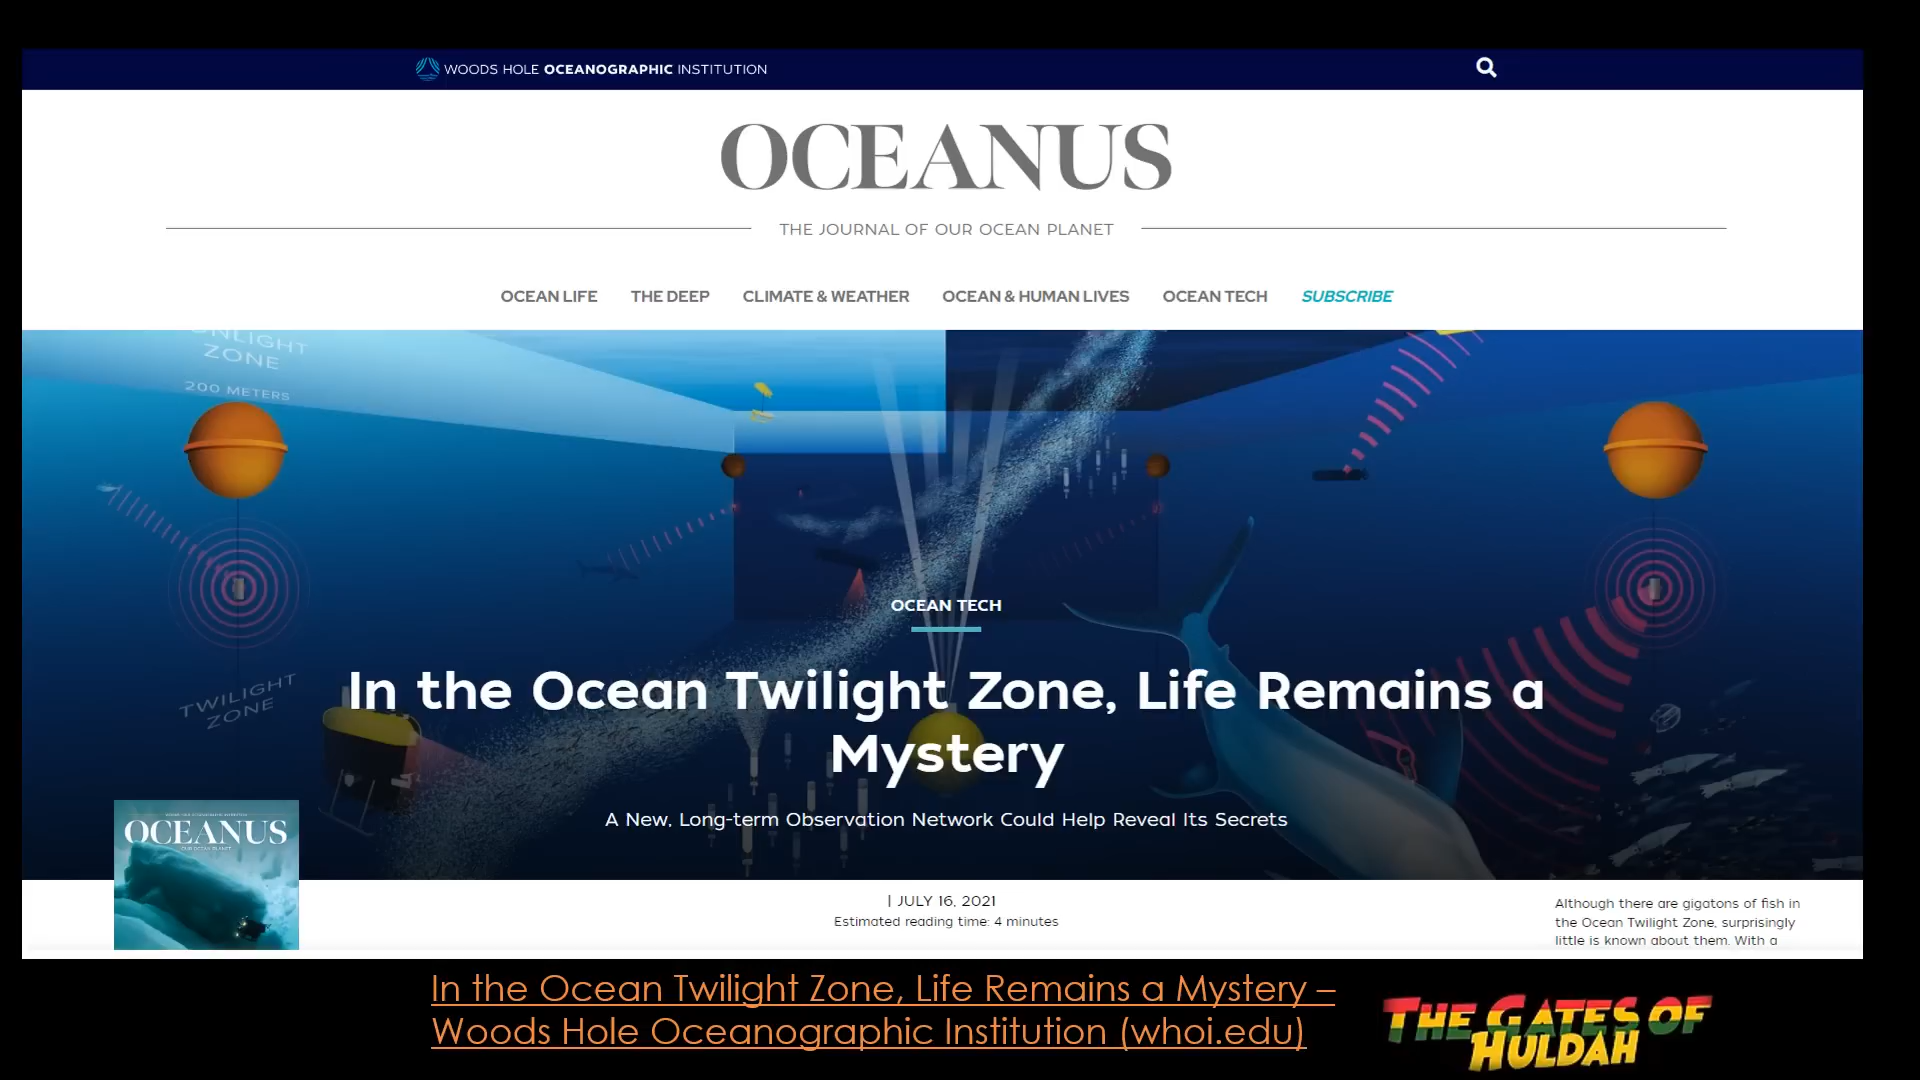 WOODS HOLE OCEANOGRAPHIC INSTITUTION
OCEANUS
THE JOURNAL OF OUR OCEAN PLANET
OCEAN LIFE THE DEEP CLIMATE & WEATHER OCEAN & HUMAN LIVES OCEAN TECH SUBSCRIBE
ZONE
200 METERS
TWILIGHT
ZONE
OCEAN TECH
In the Ocean Twilight Zone, Life Remains a
Mystery
A New, Long-term Observation Network Could Help Reveal Its Secrets
OCEANUS
OUR OCEAN PLANET
| JULY 16, 2021
Estimated reading time: 4 minutes
Although there are gigatons of fish in
the Ocean Twilight Zone, surprisingly
little is known about them. With a
In the Ocean Twilight Zone, Life Remains a Mystery –
Woods Hole Oceanographic Institution (whoi.edu)
THE GATES OF
HULDAH